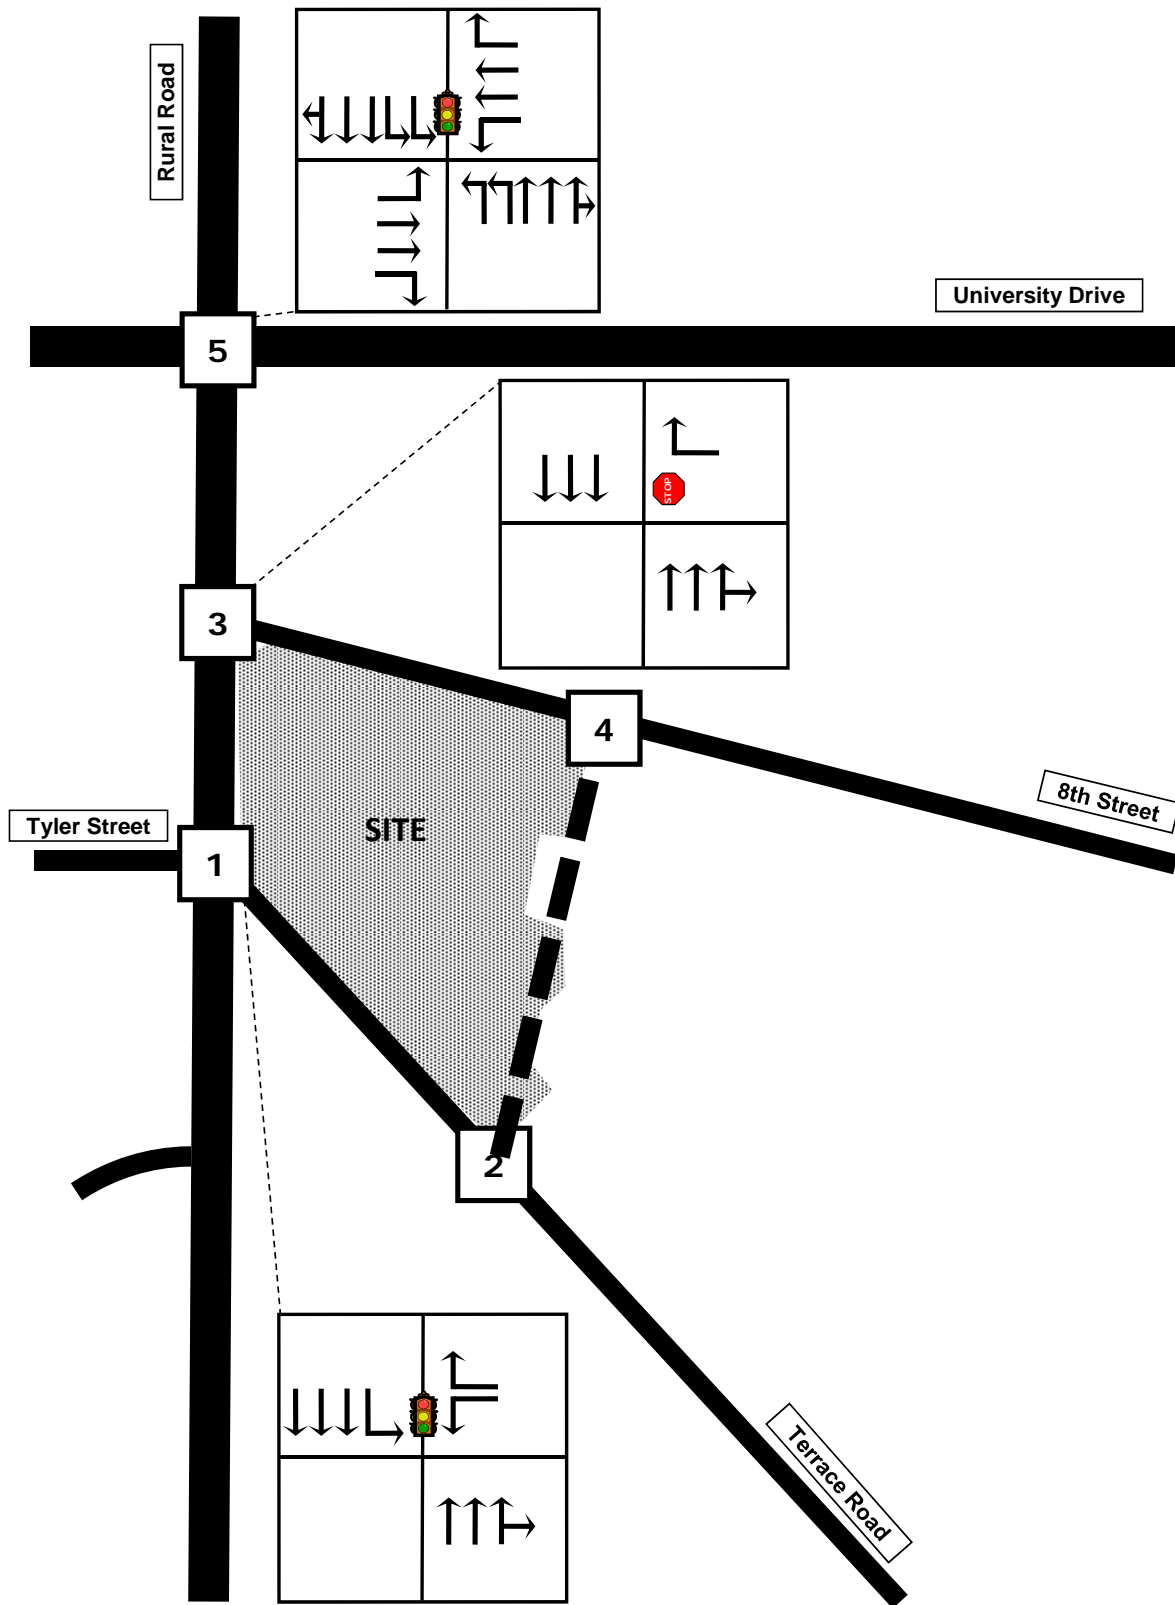 Rural Road
University Drive
5
STOP
3
4
8th Street
SITE
Tyler Street
1
2
Terrace Road